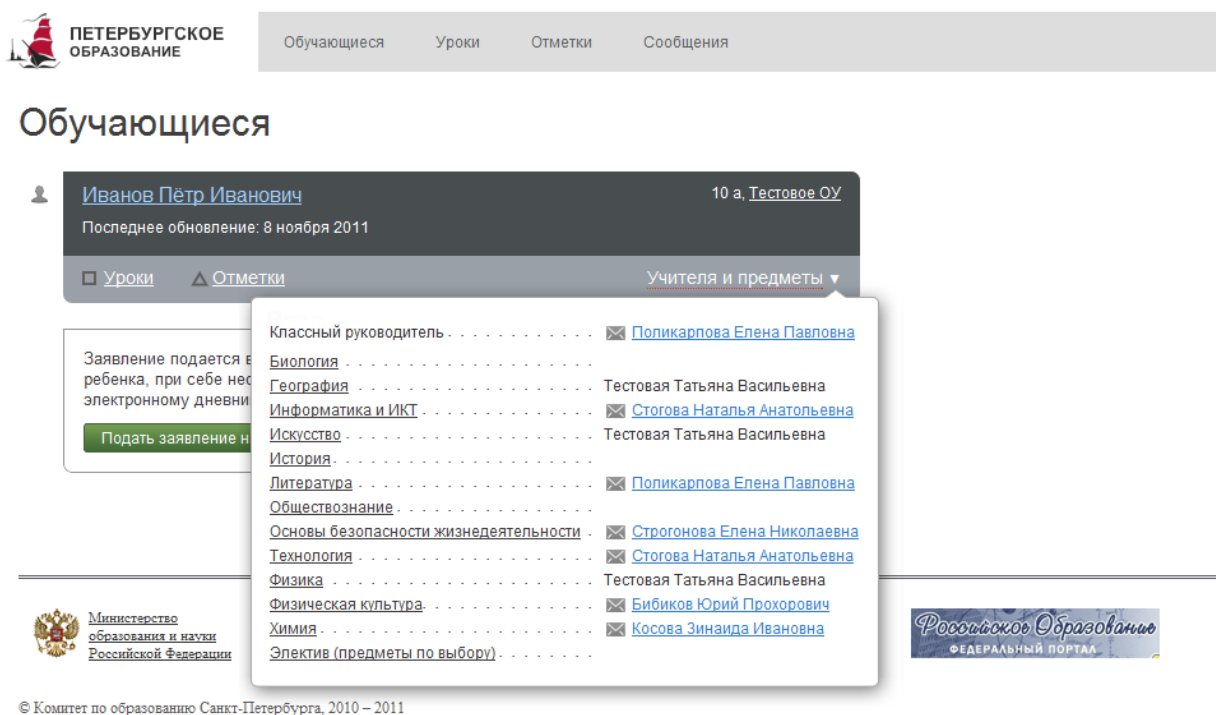 ПЕТЕРБУРГСКОЕ
ОБРАЗОВАНИЕ
Обучающиеся Уроки Отметки Сообщения
Обучающиеся
Иванов Пётр Иванович 10 а, Тестовое ОУ
Последнее обновление: 8 ноября 2011
Уроки Отметки Учителя и предметы
Классный руководитель Поликарпова Елена Павловна
Биология
География Тестовая Татьяна Васильевна
Информатика и ИКТ Стогова Наталья Анатольевна
Искусство Тестовая Татьяна Васильевна
История
Литература Поликарпова Елена Павловна
Обществознание
Основы безопасности жизнедеятельности Строгонова Елена Николаевна
Технология Стогова Наталья Анатольевна
Физика Тестовая Татьяна Васильевна
Физическая культура Бибиков Юрий Прохорович
Химия Косова Зинаида Ивановна
Электив (предметы по выбору)
Заявление подается
ребенка, при себе
электронному
Подать заявление
Министерство
образования и науки
Российской Федерации
Российское Образование
ФЕДЕРАЛЬНЫЙ ПОРТАЛ
© Комитет по образованию Санкт-Петербурга, 2010 – 2011